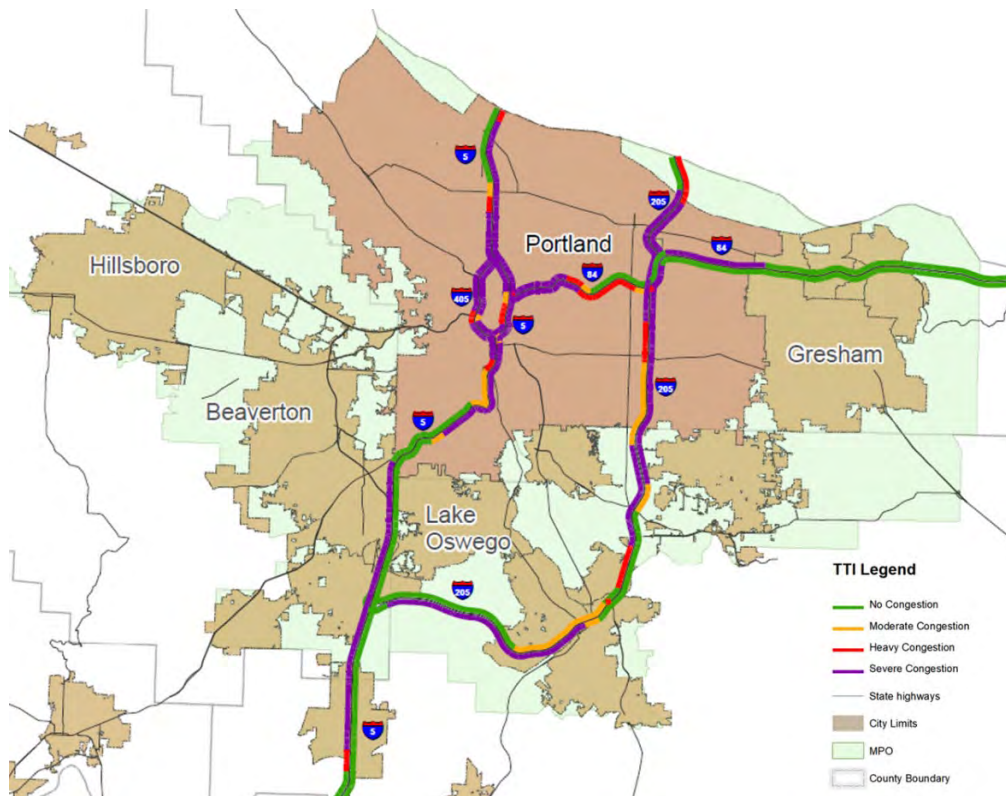 5
205
Portland
84
Hillsboro
84
405
5
Gresham
205
Beaverton
5
Lake
Oswego
205
5
TTI Legend
No Congestion
Moderate Congestion
Heavy Congestion
Severe Congestion
State highways
City Limits
MPO
County Boundary